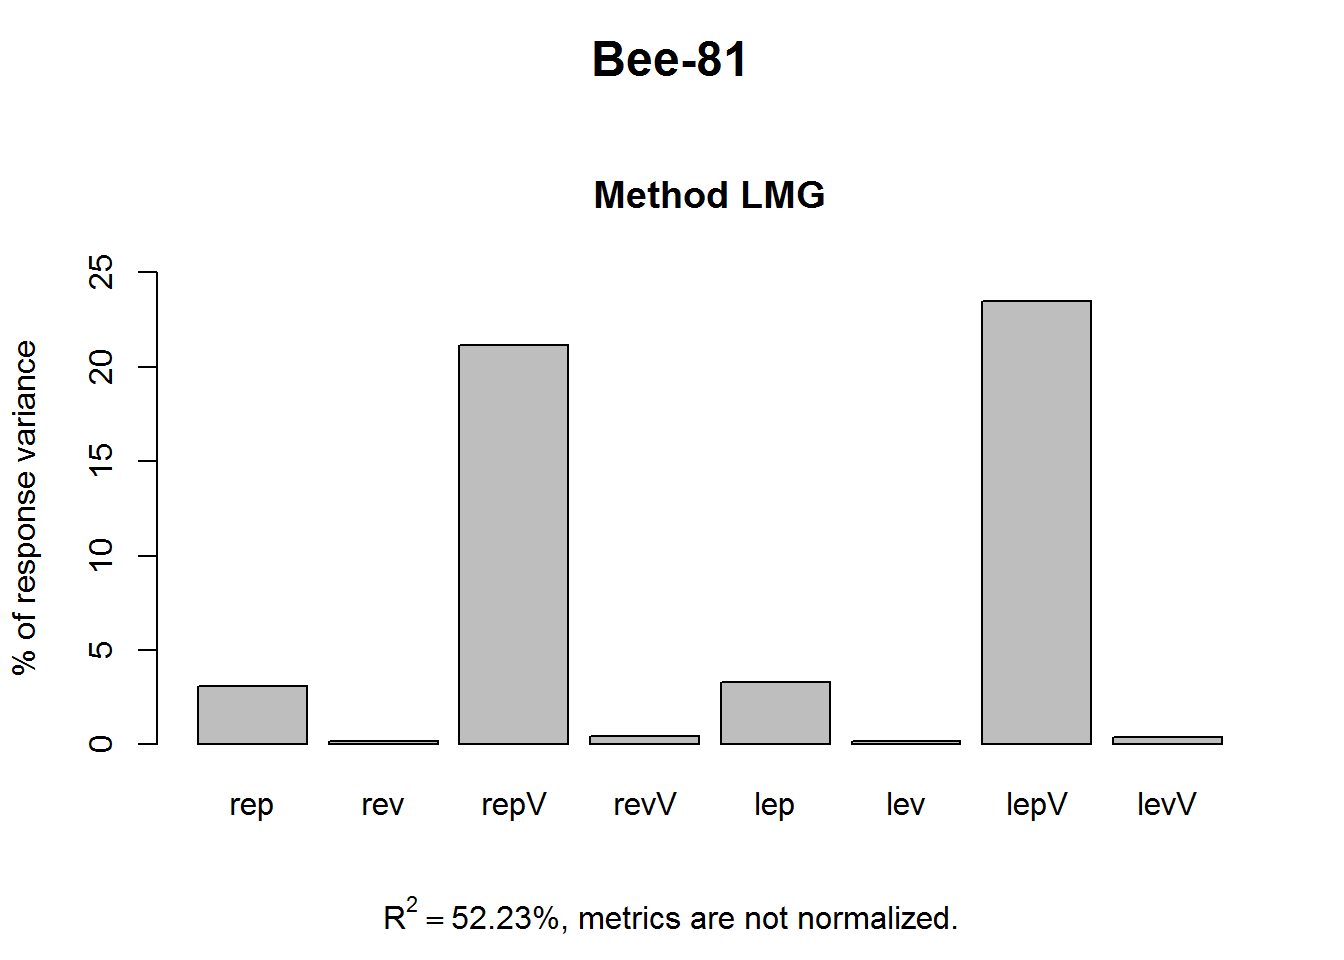 Bee-81
Method LMG
% of response variance
25
20
15
10
5
0
rep rev repV revV lep lev lepV levV
R² = 52.23%, metrics are not normalized.